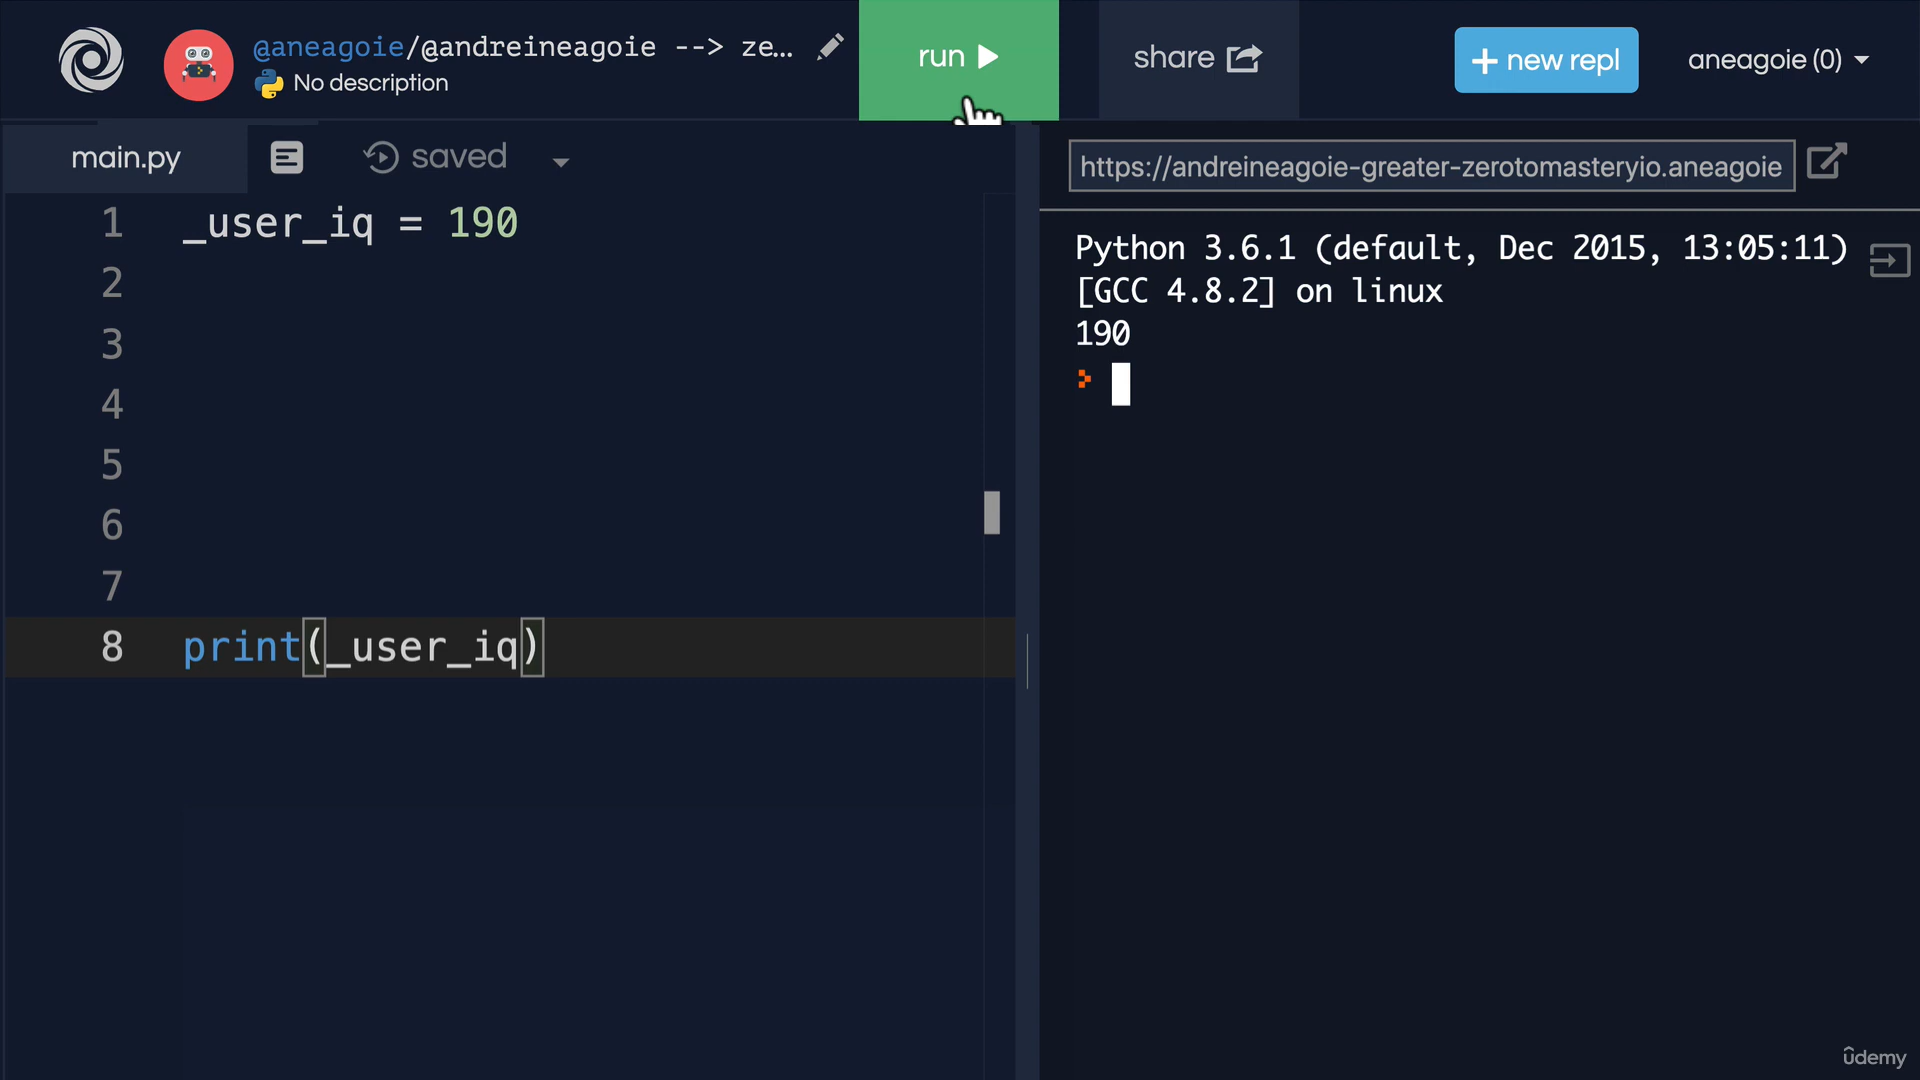 @aneagoie/@andreineagoie --> ze...
No description
run
share
+ new repl
aneagoie (0)
main.py
saved
https://andreineagoie-greater-zerotomasteryio.aneagoie
1 _user_iq = 190
2
3
4
5
6
7
8 print(_user_iq)
Python 3.6.1 (default, Dec 2015, 13:05:11)
[GCC 4.8.2] on linux
190
ûdemy